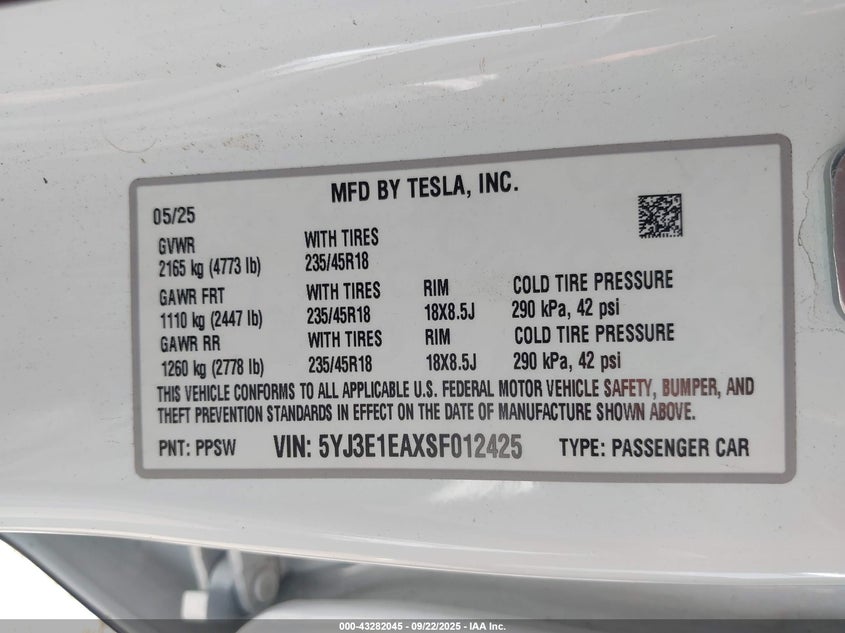 MFD BY TESLA, INC.
05/25
GVWR WITH TIRES
2165 kg (4773 lb) 235/45R18
GAWR FRT WITH TIRES RIM COLD TIRE PRESSURE
1110 kg (2447 lb) 235/45R18 18X8.5J 290 kPa, 42 psi
GAWR RR WITH TIRES RIM COLD TIRE PRESSURE
1260 kg (2778 lb) 235/45R18 18X8.5J 290 kPa, 42 psi
THIS VEHICLE CONFORMS TO ALL APPLICABLE U.S. FEDERAL MOTOR VEHICLE SAFETY, BUMPER, AND
THEFT PREVENTION STANDARDS IN EFFECT ON THE DATE OF MANUFACTURE SHOWN ABOVE.
PNT: PPSW VIN: 5YJ3E1EAXSF012425 TYPE: PASSENGER CAR
000-43282045 - 09/22/2025 - IAA Inc.